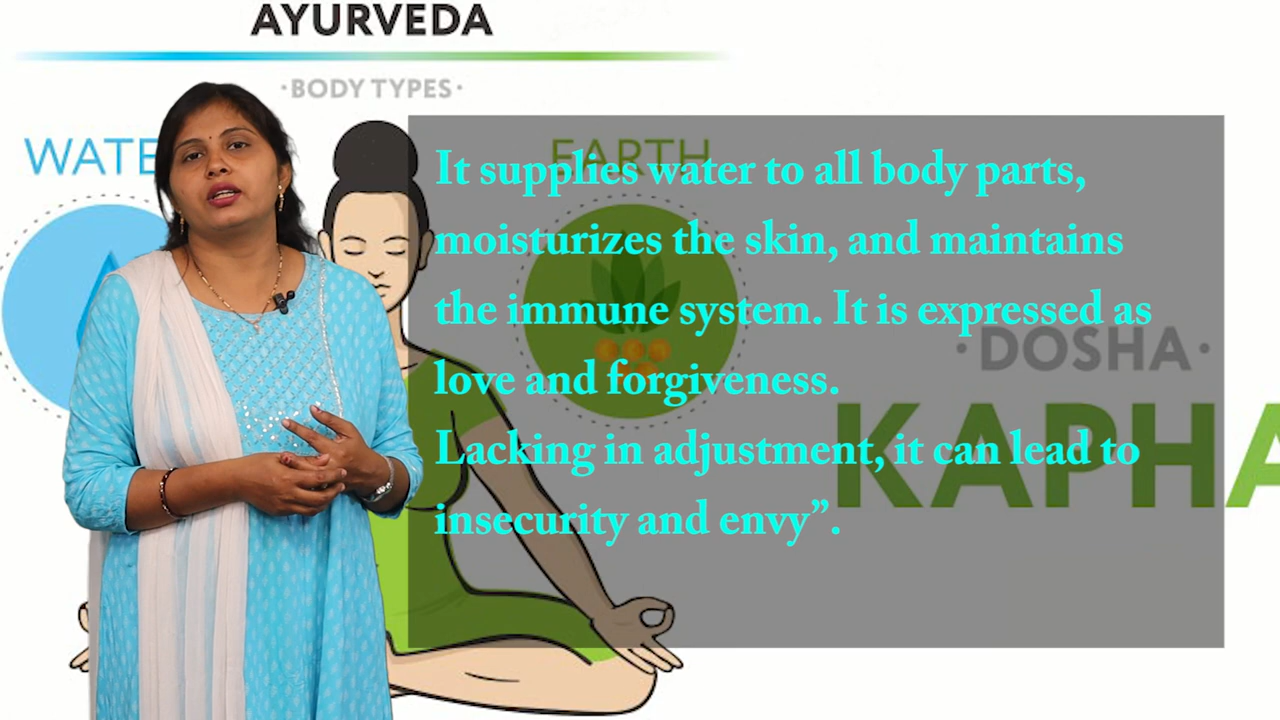 AYURVEDA
·BODY TYPES·
WATE
EARTH
It supplies water to all body parts,
moisturizes the skin, and maintains
the immune system. It is expressed as
love and forgiveness.
Lacking in adjustment, it can lead to
insecurity and envy”.
·DOSHA·
KAPHA